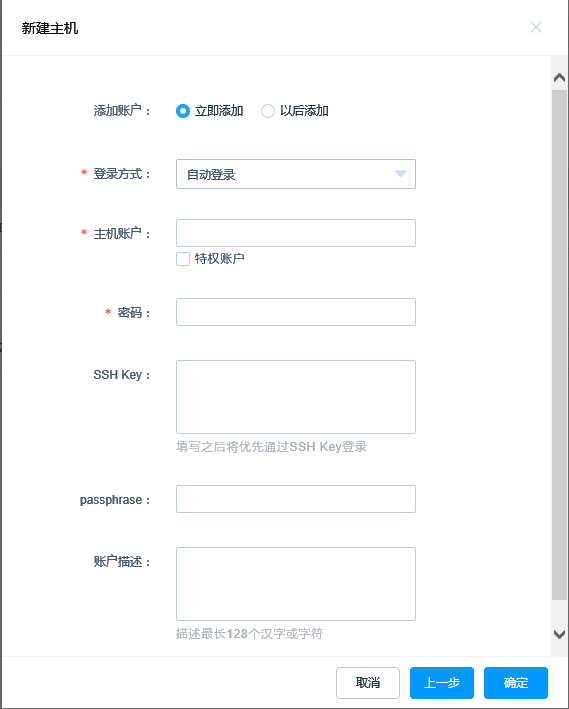 新建主机
添加账户： 立即添加 以后添加
* 登录方式： 自动登录
* 主机账户：
特权账户
* 密码：
SSH Key：
填写之后将优先通过SSH Key登录
passphrase：
账户描述：
描述最长128个汉字或字符
取消 上一步 确定